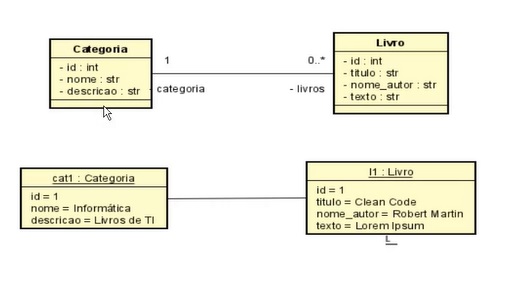 Categoria
- id : int
- nome : str
- descricao : str
1
0..*
- categoria
- livros
Livro
- id : int
- titulo : str
- nome_autor : str
- texto : str
cat1 : Categoria
id = 1
nome = Informática
descricao = Livros de TI
l1 : Livro
id = 1
titulo = Clean Code
nome_autor = Robert Martin
texto = Lorem Ipsum